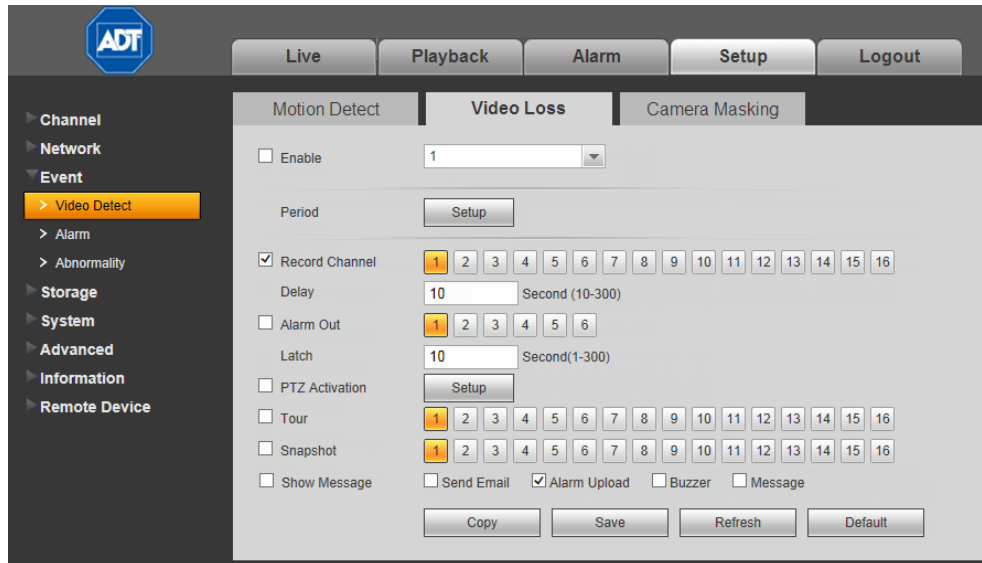 ADT
Live Playback Alarm Setup Logout
Channel
Network
Event
> Video Detect
> Alarm
> Abnormality
Storage
System
Advanced
Information
Remote Device
Motion Detect Video Loss Camera Masking
Enable 1
Period Setup
Record Channel 1 2 3 4 5 6 7 8 9 10 11 12 13 14 15 16
Delay 10 Second (10-300)
Alarm Out 1 2 3 4 5 6
Latch 10 Second(1-300)
PTZ Activation Setup
Tour 1 2 3 4 5 6 7 8 9 10 11 12 13 14 15 16
Snapshot 1 2 3 4 5 6 7 8 9 10 11 12 13 14 15 16
Show Message Send Email Alarm Upload Buzzer Message
Copy Save Refresh Default